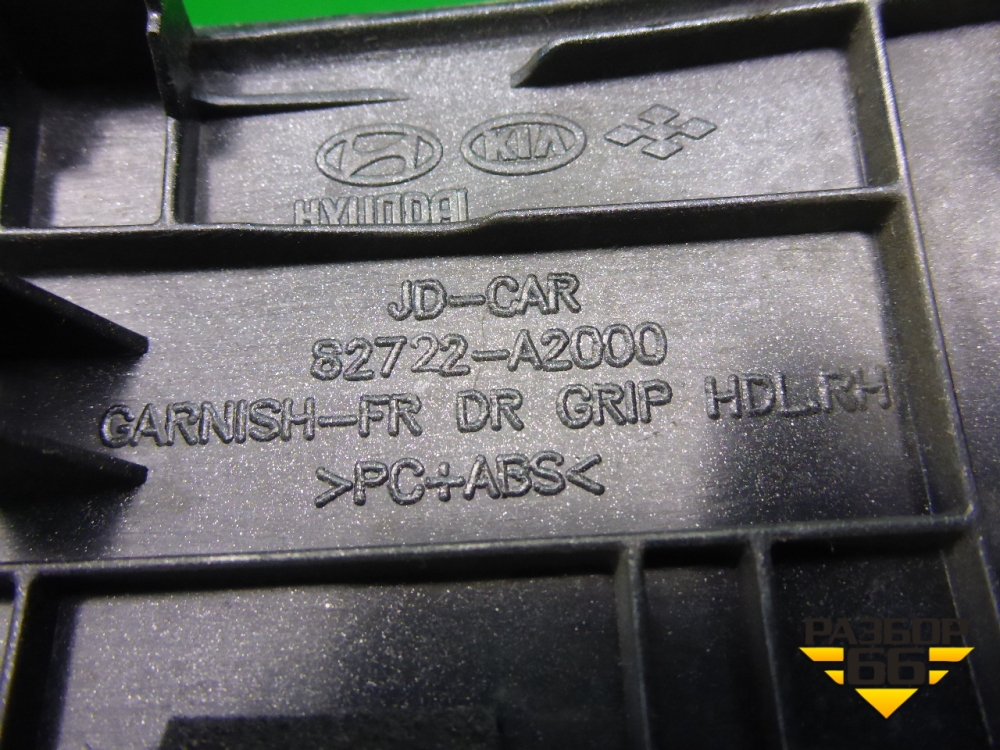 KIA
HYUNDAI
JD-CAR
82722-A2000
GARNISH-FR DR GRIP HDL.RH
>PC+ABS<
РАЗБОР
66